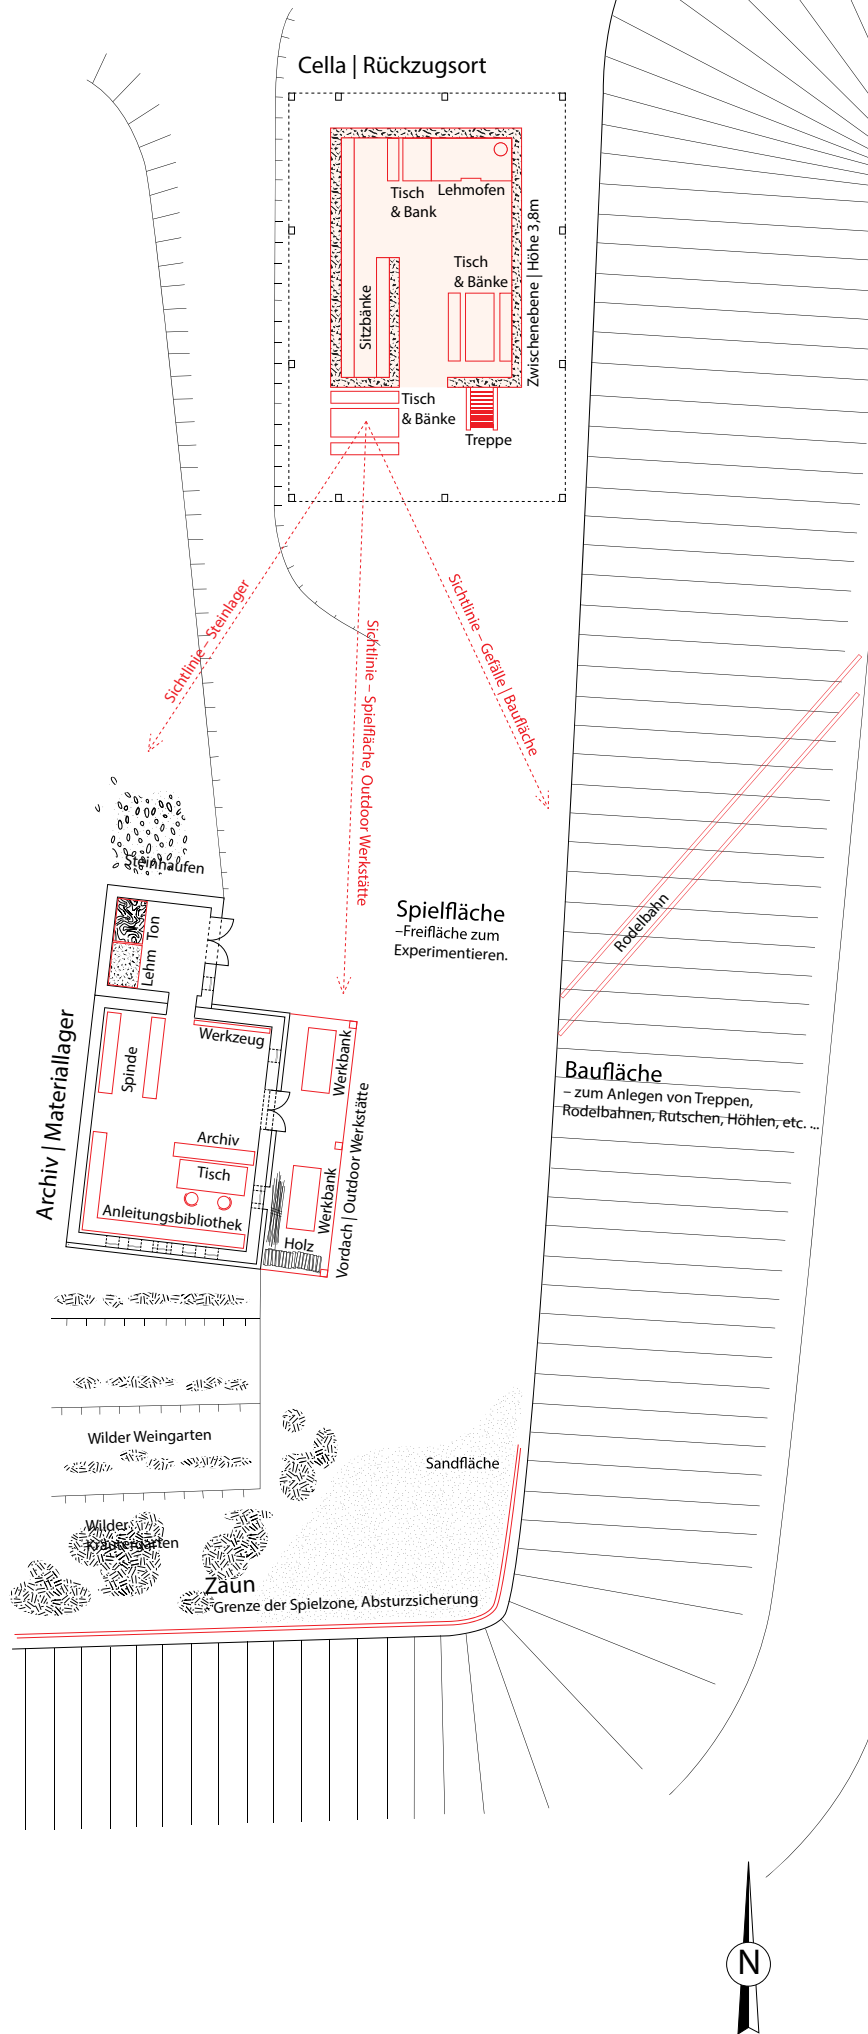 Cella | Rückzugsort
Tisch
& Bank
Lehmofen
Tisch
& Bänke
Sitzbänke
Zwischenebene | Höhe 3,8m
Tisch
& Bänke
Treppe
Sichtlinie – Steinlager
Sichtlinie – Spielfläche, Outdoor Werkstätte
Sichtlinie – Gefälle | Baufläche
Steinhaufen
Ton
Lehm
Spielfläche
–Freifläche zum
Experimentieren.
Rodelbahn
Archiv | Materiallager
Werkzeug
Spinde
Werkbank
Archiv
Tisch
Anleitungsbibliothek
Werkbank
Holz
Vordach | Outdoor Werkstätte
Baufläche
– zum Anlegen von Treppen,
Rodelbahnen, Rutschen, Höhlen, etc. ...
Wilder Weingarten
Sandfläche
Wilder
Kräutergarten
Zaun
–Grenze der Spielzone, Absturzsicherung
N